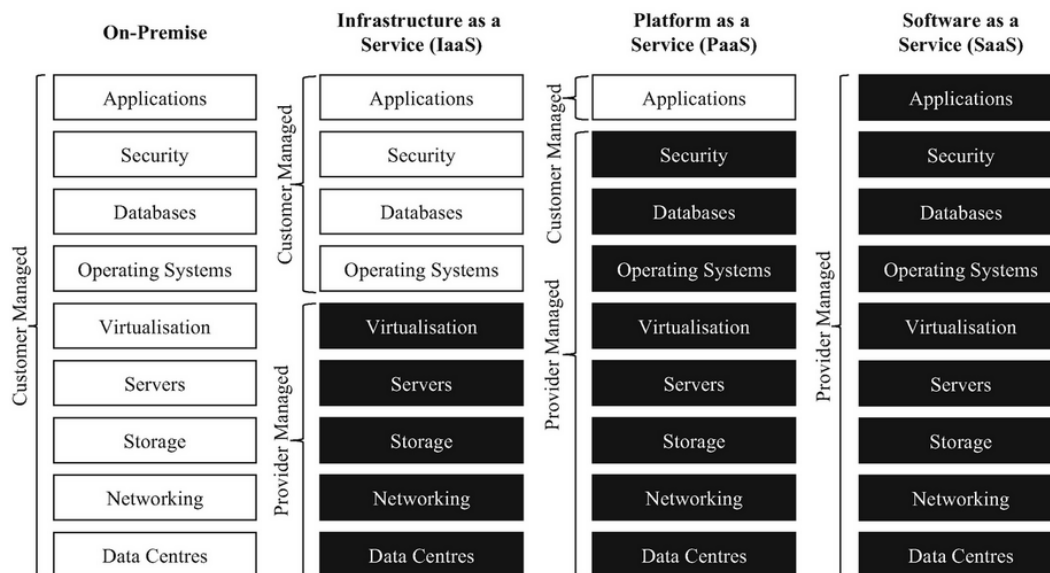 On-Premise
Infrastructure as a
Service (IaaS)
Platform as a
Service (PaaS)
Software as a
Service (SaaS)
Customer Managed
Applications
Security
Databases
Operating Systems
Virtualisation
Servers
Storage
Networking
Data Centres
Customer Managed
Provider Managed
Applications
Security
Databases
Operating Systems
Virtualisation
Servers
Storage
Networking
Data Centres
Customer Managed
Provider Managed
Applications
Security
Databases
Operating Systems
Virtualisation
Servers
Storage
Networking
Data Centres
Provider Managed
Applications
Security
Databases
Operating Systems
Virtualisation
Servers
Storage
Networking
Data Centres